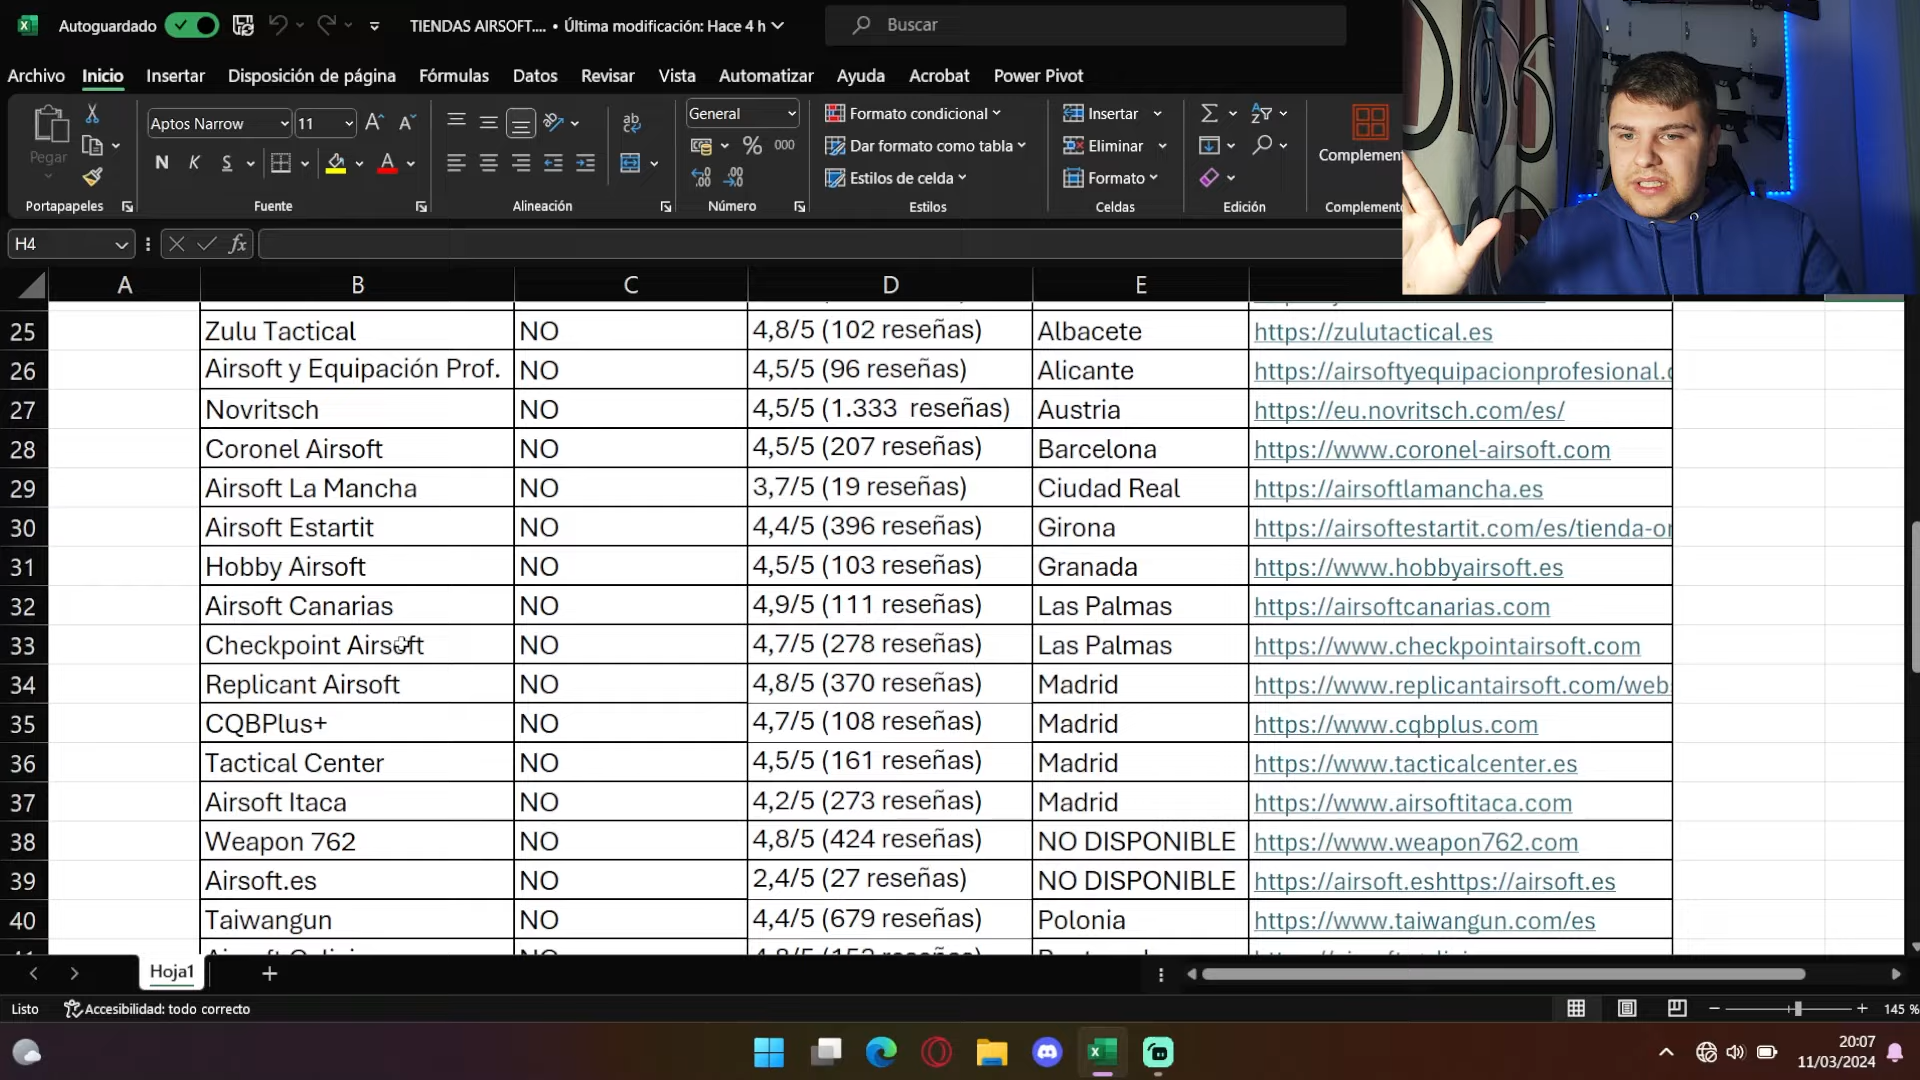 Autoguardado
TIENDAS AIRSOFT.... • Última modificación: Hace 4 h
Buscar
Archivo Inicio Insertar Disposición de página Fórmulas Datos Revisar Vista Automatizar Ayuda Acrobat Power Pivot
Pegar
Portapapeles
Aptos Narrow 11
N K S
Fuente
Alineación
General
% 000
Número
Formato condicional
Dar formato como tabla
Estilos de celda
Estilos
Insertar
Eliminar
Formato
Celdas
Edición
Complement
Complemento
H4
fx
A B C D E
25 Zulu Tactical NO 4,8/5 (102 reseñas) Albacete https://zulutactical.es
26 Airsoft y Equipación Prof. NO 4,5/5 (96 reseñas) Alicante https://airsoftyequipacionprofesional.c
27 Novritsch NO 4,5/5 (1.333 reseñas) Austria https://eu.novritsch.com/es/
28 Coronel Airsoft NO 4,5/5 (207 reseñas) Barcelona https://www.coronel-airsoft.com
29 Airsoft La Mancha NO 3,7/5 (19 reseñas) Ciudad Real https://airsoftlamancha.es
30 Airsoft Estartit NO 4,4/5 (396 reseñas) Girona https://airsoftestartit.com/es/tienda-o
31 Hobby Airsoft NO 4,5/5 (103 reseñas) Granada https://www.hobbyairsoft.es
32 Airsoft Canarias NO 4,9/5 (111 reseñas) Las Palmas https://airsoftcanarias.com
33 Checkpoint Airsoft NO 4,7/5 (278 reseñas) Las Palmas https://www.checkpointairsoft.com
34 Replicant Airsoft NO 4,8/5 (370 reseñas) Madrid https://www.replicantairsoft.com/web
35 CQBPlus+ NO 4,7/5 (108 reseñas) Madrid https://www.cqbplus.com
36 Tactical Center NO 4,5/5 (161 reseñas) Madrid https://www.tacticalcenter.es
37 Airsoft Itaca NO 4,2/5 (273 reseñas) Madrid https://www.airsoftitaca.com
38 Weapon 762 NO 4,8/5 (424 reseñas) NO DISPONIBLE https://www.weapon762.com
39 Airsoft.es NO 2,4/5 (27 reseñas) NO DISPONIBLE https://airsoft.eshttps://airsoft.es
40 Taiwangun NO 4,4/5 (679 reseñas) Polonia https://www.taiwangun.com/es
Hoja1
Listo Accesibilidad: todo correcto
145 %
20:07
11/03/2024